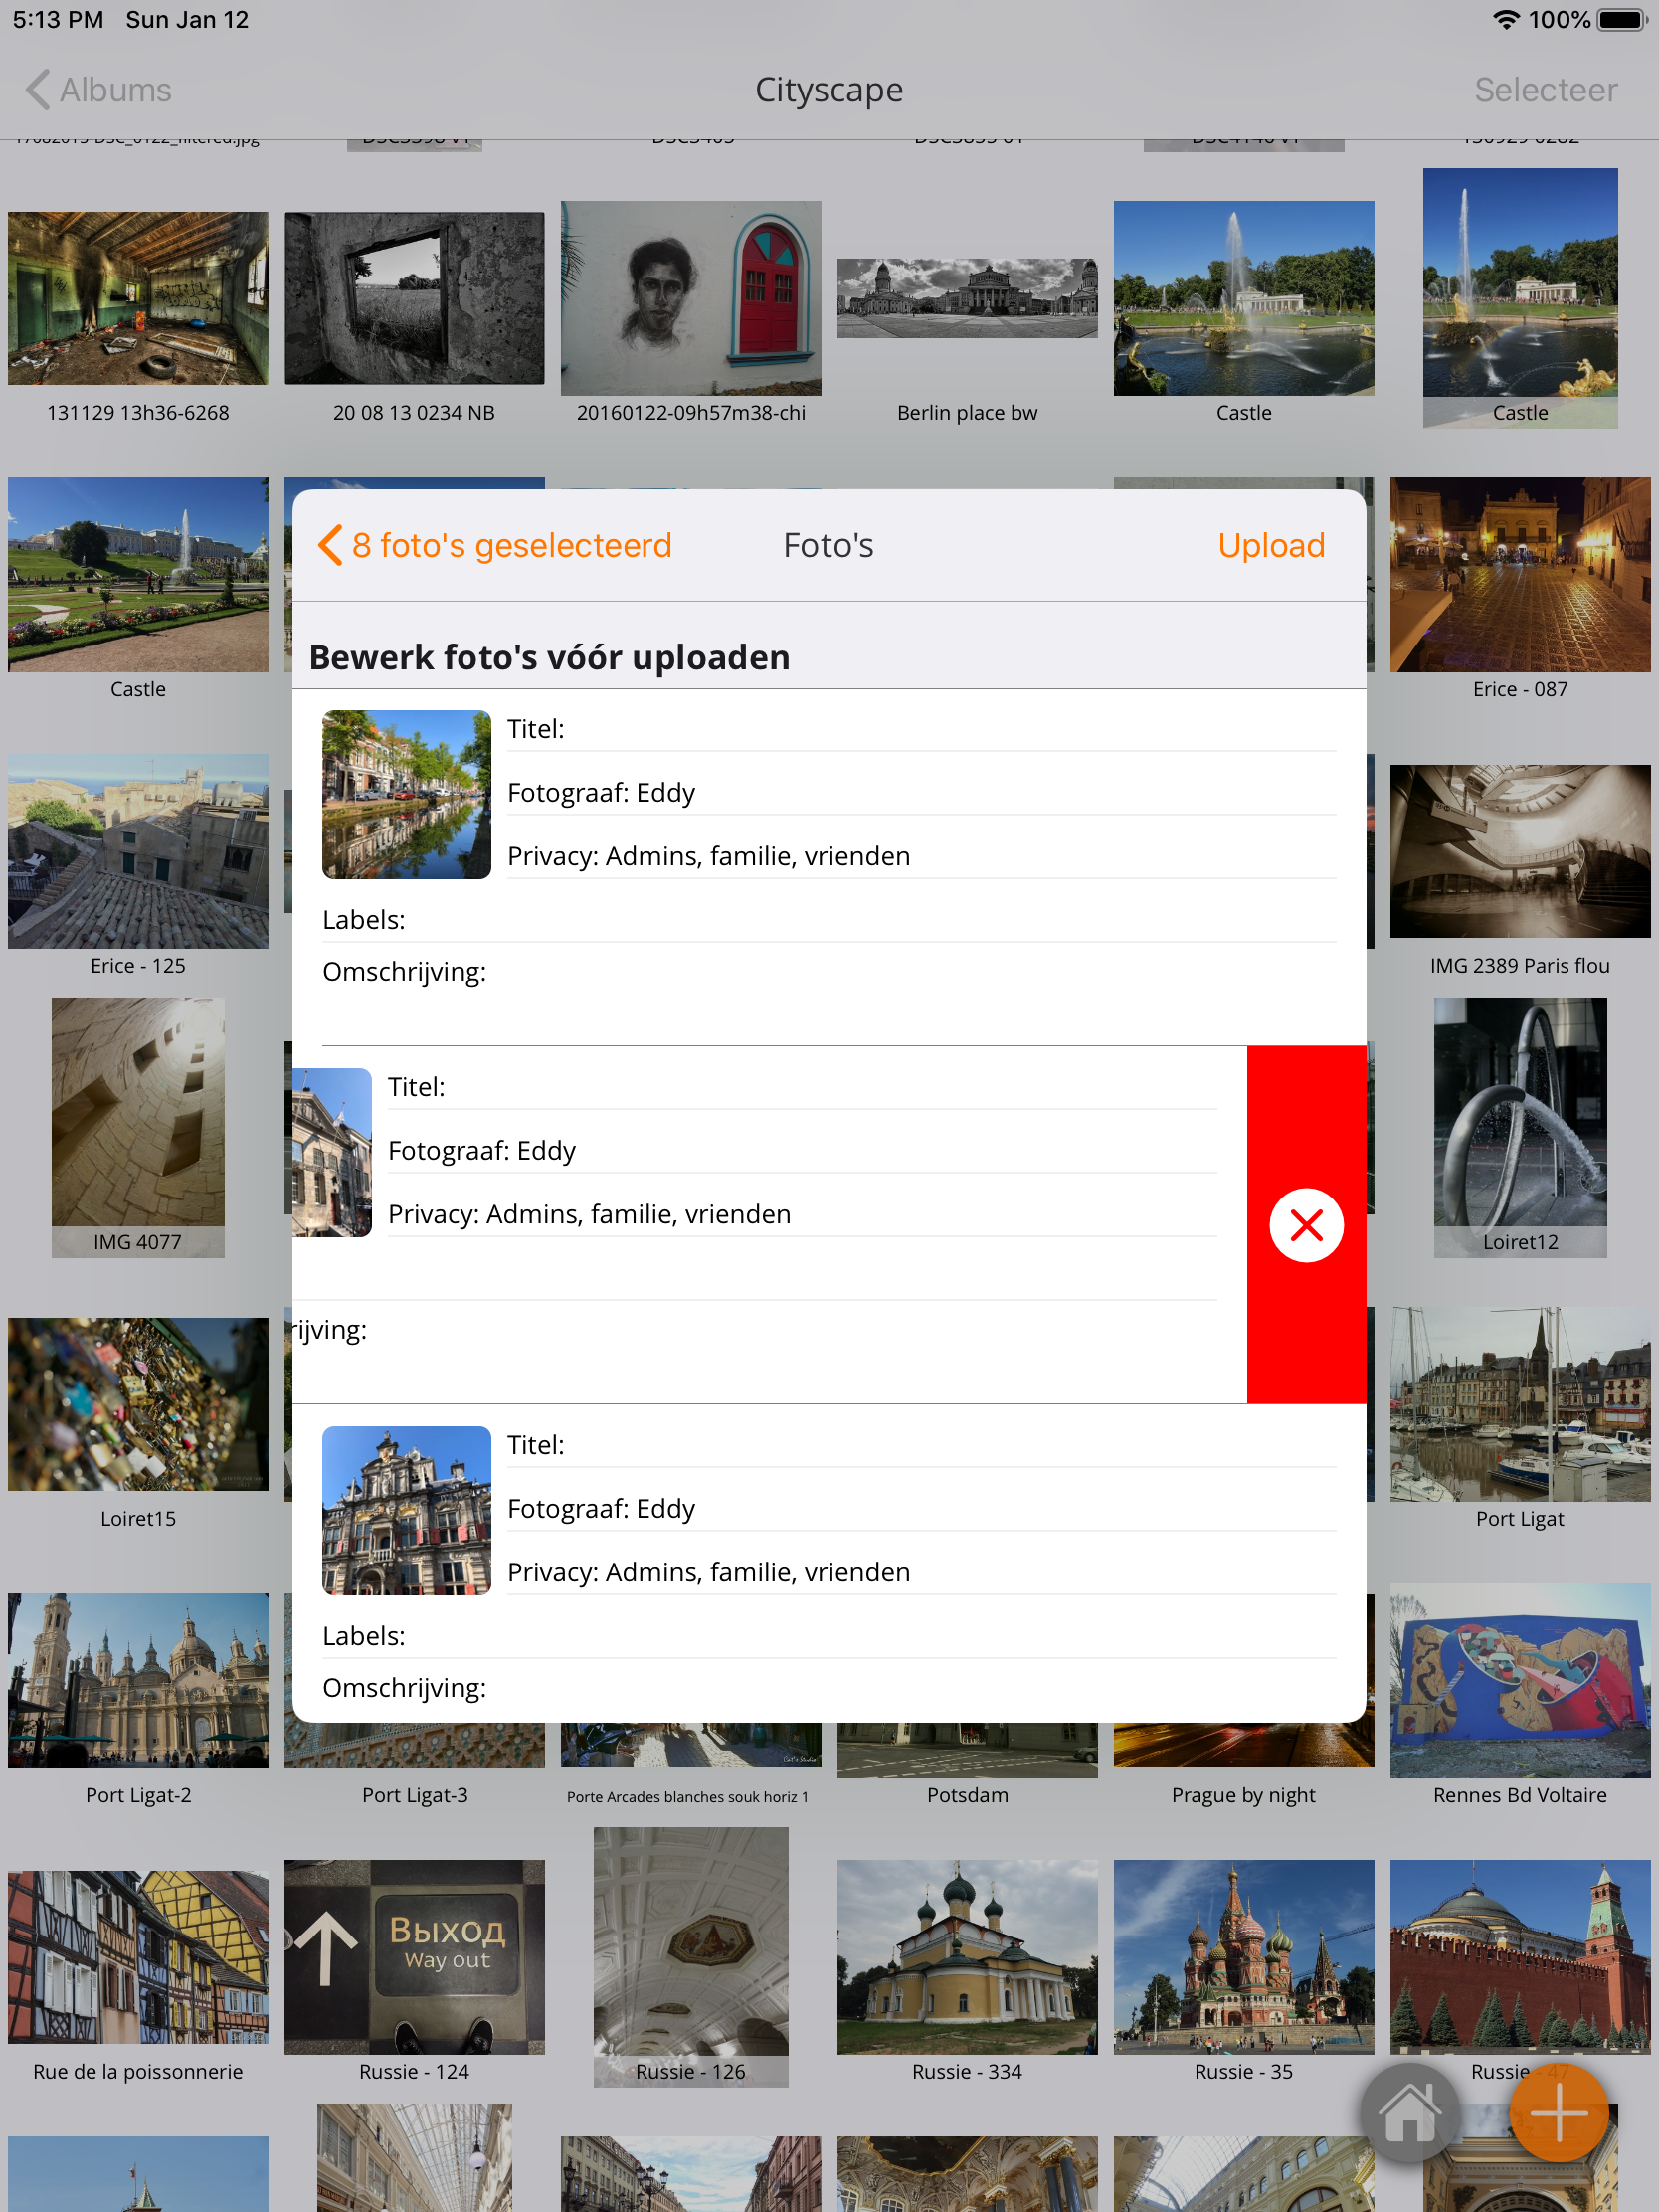 5:13 PM Sun Jan 12 100%
Albums Cityscape Selecteer
131129 13h36-6268 20 08 13 0234 NB 20160122-09h57m38-chi Berlin place bw Castle Castle
8 foto's geselecteerd Foto's Upload
Bewerk foto's vóór uploaden
Castle Erice - 087
Titel:
Fotograaf: Eddy
Privacy: Admins, familie, vrienden
Labels:
Omschrijving:
Erice - 125 IMG 2389 Paris flou
Titel:
Fotograaf: Eddy
Privacy: Admins, familie, vrienden
IMG 4077 Loiret12
rijving:
Titel:
Fotograaf: Eddy
Privacy: Admins, familie, vrienden
Loiret15 Port Ligat
Labels:
Omschrijving:
Port Ligat-2 Port Ligat-3 Porte Arcades blanches souk horiz 1 Potsdam Prague by night Rennes Bd Voltaire
Выход
Way out
Rue de la poissonnerie Russie - 124 Russie - 126 Russie - 334 Russie - 35 Russie - 47